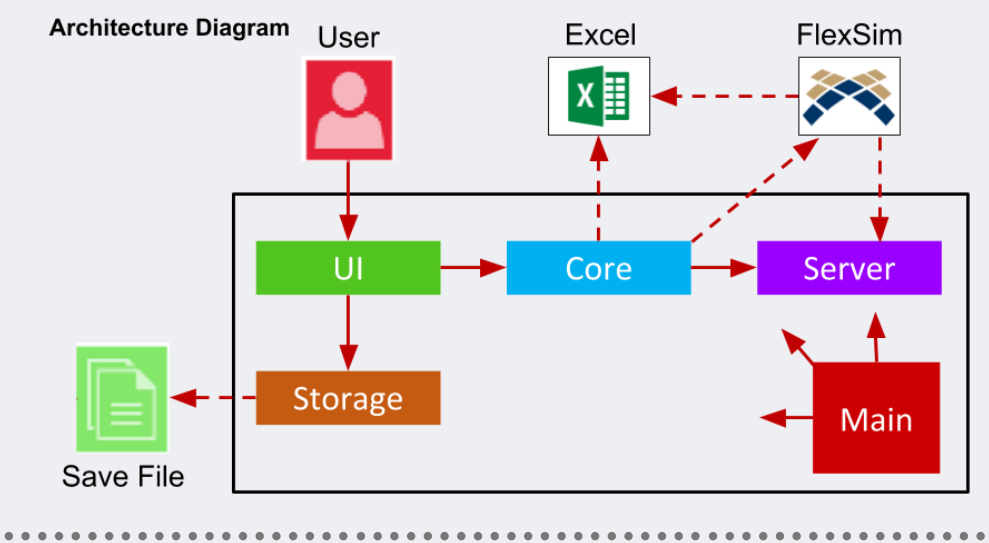 Architecture Diagram
User
Excel
FlexSim
X
UI
Core
Server
Storage
Main
Save File